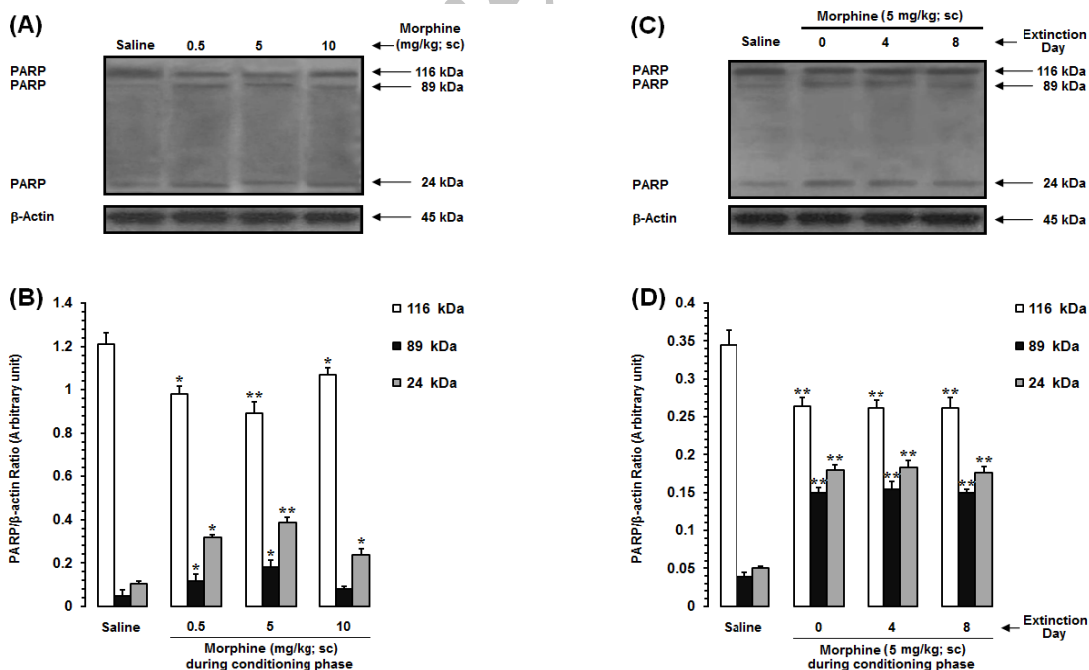 (A)
Morphine
(mg/kg; sc)
Saline 0.5 5 10
PARP 116 kDa
PARP 89 kDa
PARP 24 kDa
β-Actin 45 kDa
(B)
PARP/β-actin Ratio (Arbitrary unit)
1.4
1.2
1
0.8
0.6
0.4
0.2
0
116 kDa
89 kDa
24 kDa
* * *
** * **
* *
Saline 0.5 5 10
Morphine (mg/kg; sc)
during conditioning phase
(C)
Morphine (5 mg/kg; sc)
Saline 0 4 8
Extinction
Day
PARP 116 kDa
PARP 89 kDa
PARP 24 kDa
β-Actin 45 kDa
(D)
PARP/β-actin Ratio (Arbitrary unit)
0.4
0.35
0.3
0.25
0.2
0.15
0.1
0.05
0
116 kDa
89 kDa
24 kDa
** ** **
** ** **
** ** **
Saline 0 4 8
Extinction
Day
Morphine (5 mg/kg; sc)
during conditioning phase